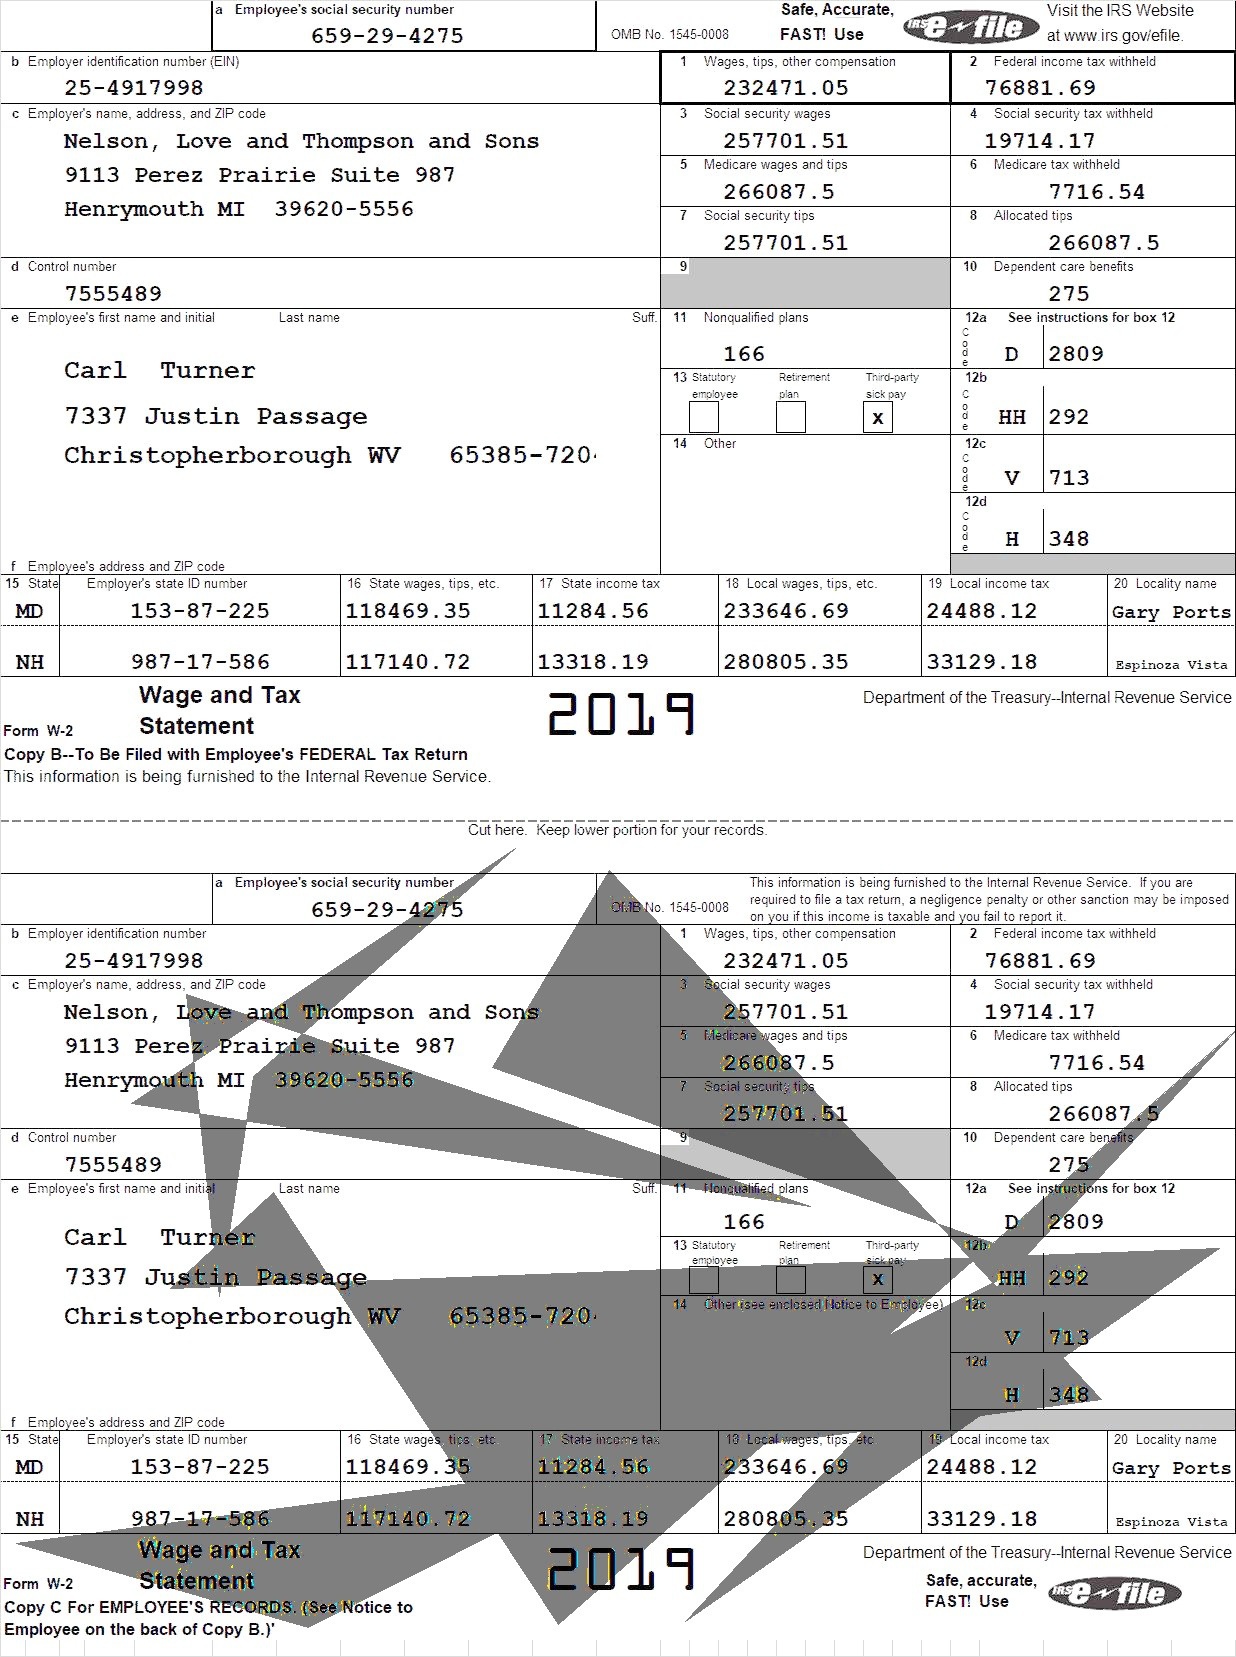 a Employee's social security number
659-29-4275
OMB No. 1545-0008
Safe, Accurate,
FAST! Use
IRS e-file
Visit the IRS Website
at www.irs gov/efile.
b Employer identification number (EIN)
25-4917998
1 Wages, tips, other compensation
232471.05
2 Federal income tax withheld
76881.69
c Employer's name, address, and ZIP code
Nelson, Love and Thompson and Sons
9113 Perez Prairie Suite 987
Henrymouth MI 39620-5556
3 Social security wages
257701.51
4 Social security tax withheld
19714.17
5 Medicare wages and tips
266087.5
6 Medicare tax withheld
7716.54
7 Social security tips
257701.51
8 Allocated tips
266087.5
d Control number
7555489
9
10 Dependent care benefits
275
e Employee's first name and initial Last name Suff.
Carl Turner
7337 Justin Passage
Christopherborough WV 65385-720
f Employee's address and ZIP code
11 Nonqualified plans
166
12a See instructions for box 12
Code D 2809
13 Statutory employee Retirement plan Third-party sick pay
X
12b
Code HH 292
14 Other
12c
Code V 713
12d
Code H 348
15 State Employer's state ID number 16 State wages, tips, etc. 17 State income tax 18 Local wages, tips, etc. 19 Local income tax 20 Locality name
MD 153-87-225 118469.35 11284.56 233646.69 24488.12 Gary Ports
NH 987-17-586 117140.72 13318.19 280805.35 33129.18 Espinoza Vista
Form W-2
Wage and Tax
Statement
2019
Department of the Treasury--Internal Revenue Service
Copy B--To Be Filed with Employee's FEDERAL Tax Return
This information is being furnished to the Internal Revenue Service.
Cut here. Keep lower portion for your records.
a Employee's social security number
659-29-4275
OMB No. 1545-0008
This information is being furnished to the Internal Revenue Service. If you are
required to file a tax return, a negligence penalty or other sanction may be imposed
on you if this income is taxable and you fail to report it.
b Employer identification number
25-4917998
1 Wages, tips, other compensation
232471.05
2 Federal income tax withheld
76881.69
c Employer's name, address, and ZIP code
Nelson, Love and Thompson and Sons
9113 Perez Prairie Suite 987
Henrymouth MI 39620-5556
3 Social security wages
257701.51
4 Social security tax withheld
19714.17
5 Medicare wages and tips
266087.5
6 Medicare tax withheld
7716.54
7 Social security tips
257701.51
8 Allocated tips
266087.5
d Control number
7555489
9
10 Dependent care benefits
275
e Employee's first name and initial Last name Suff.
Carl Turner
7337 Justin Passage
Christopherborough WV 65385-720
f Employee's address and ZIP code
11 Nonqualified plans
166
12a See instructions for box 12
D 2809
13 Statutory employee Retirement plan Third-party sick pay
X
12b
HH 292
14 Other (see enclosed Notice to Employee)
12c
V 713
12d
H 348
15 State Employer's state ID number 16 State wages, tips, etc. 17 State income tax 18 Local wages, tips, etc 19 Local income tax 20 Locality name
MD 153-87-225 118469.35 11284.56 233646.69 24488.12 Gary Ports
NH 987-17-586 117140.72 13318.19 280805.35 33129.18 Espinoza Vista
Form W-2
Wage and Tax
Statement
2019
Department of the Treasury--Internal Revenue Service
Safe, accurate,
FAST! Use
IRS e-file
Copy C For EMPLOYEE'S RECORDS. (See Notice to
Employee on the back of Copy B.)'